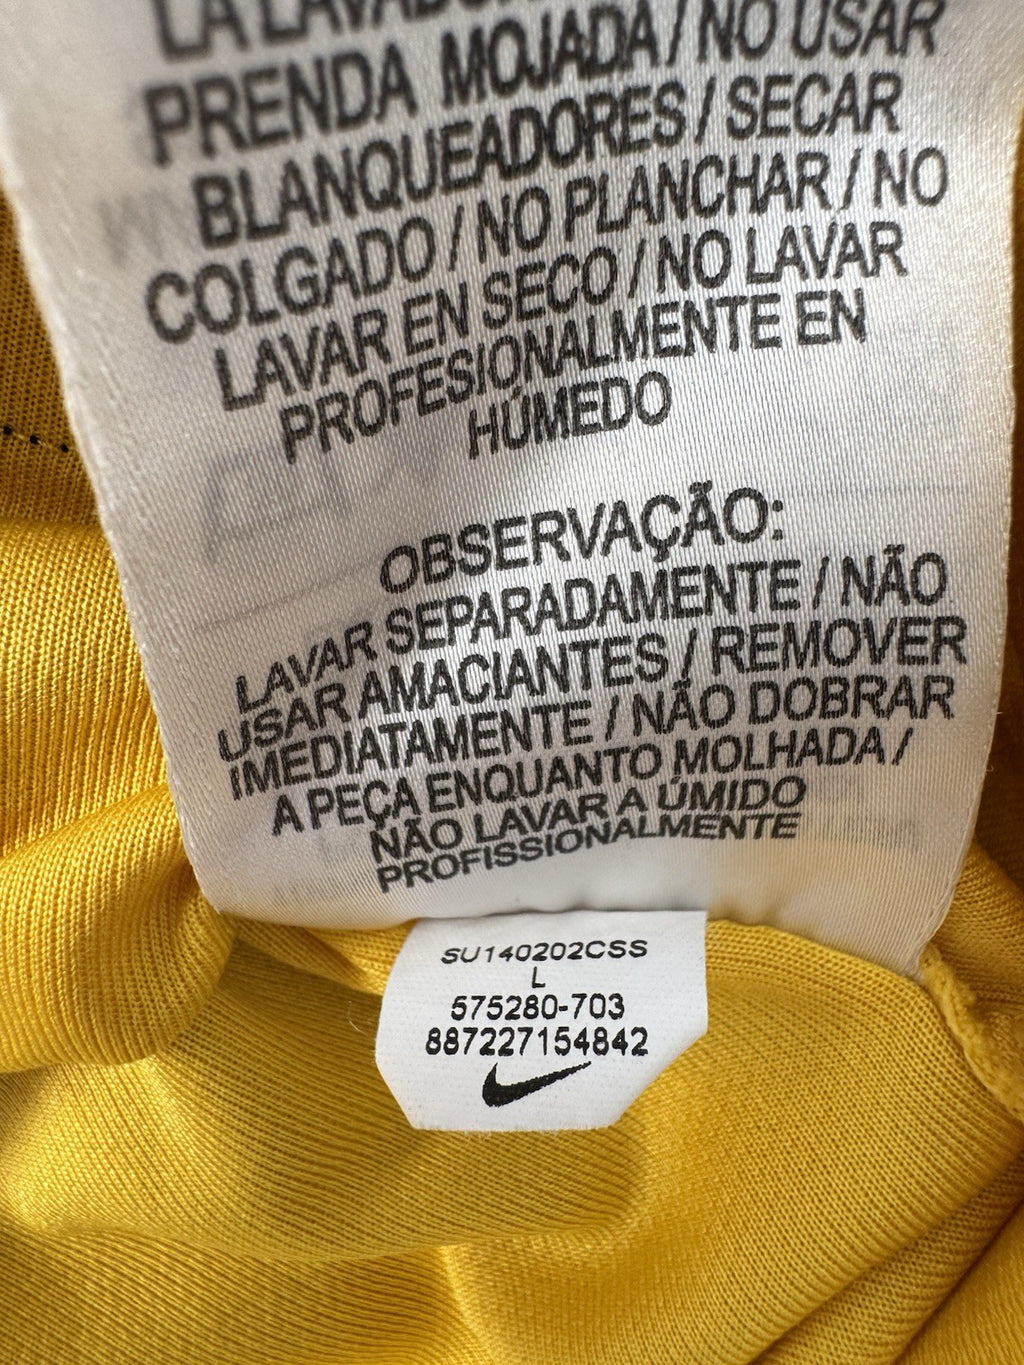 LA LAVADORA
PRENDA MOJADA / NO USAR
BLANQUEADORES / SECAR
COLGADO / NO PLANCHAR / NO
LAVAR EN SECO / NO LAVAR
PROFESIONALMENTE EN
HÚMEDO
OBSERVAÇÃO:
LAVAR SEPARADAMENTE / NÃO
USAR AMACIANTES / REMOVER
IMEDIATAMENTE / NÃO DOBRAR
A PEÇA ENQUANTO MOLHADA /
NÃO LAVAR A ÚMIDO
PROFISSIONALMENTE
SU140202CSS
L
575280-703
887227154842